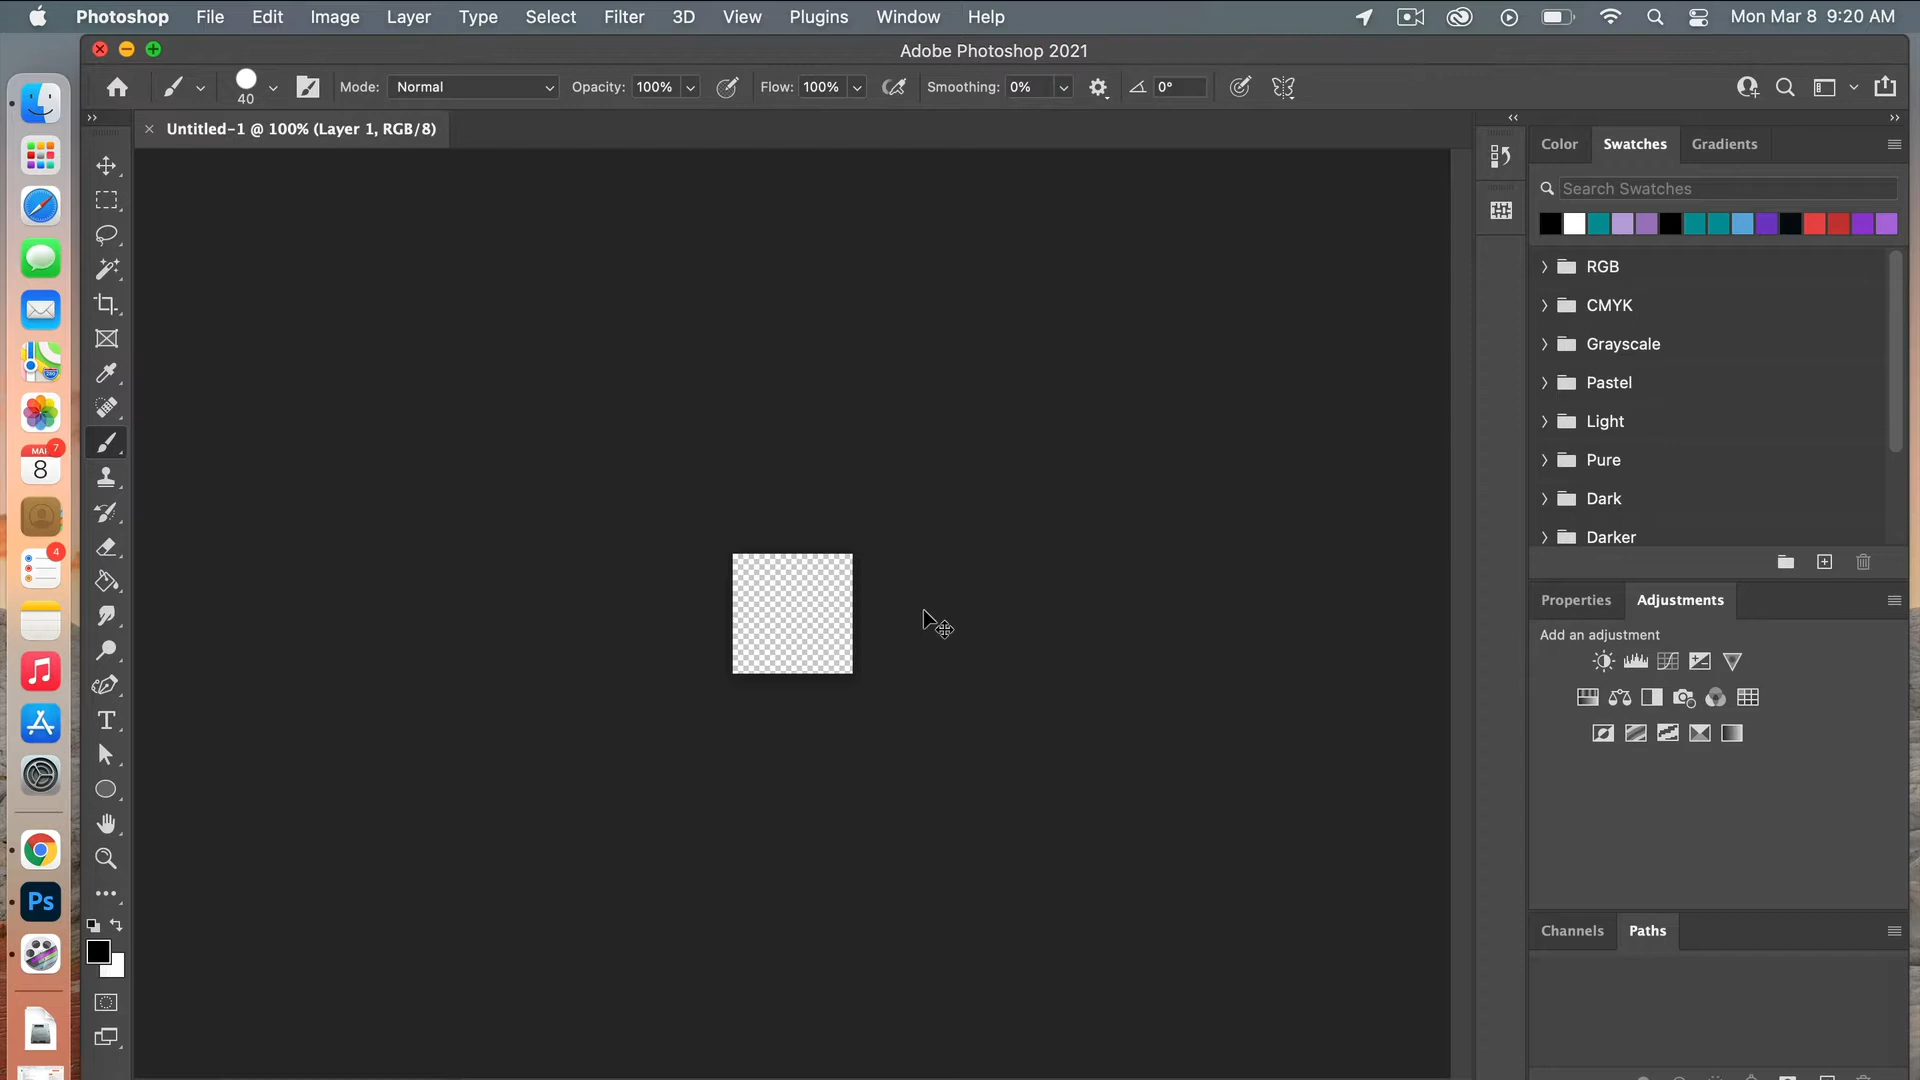 Photoshop File Edit Image Layer Type Select Filter 3D View Plugins Window Help Mon Mar 8 9:20 AM
Adobe Photoshop 2021
40 Mode: Normal Opacity: 100% Flow: 100% Smoothing: 0% 0°
Untitled-1 @ 100% (Layer 1, RGB/8)
Color Swatches Gradients
Search Swatches
RGB
CMYK
Grayscale
Pastel
Light
Pure
Dark
Darker
Properties Adjustments
Add an adjustment
Channels Paths
MAR 7
8
4
T
Ps